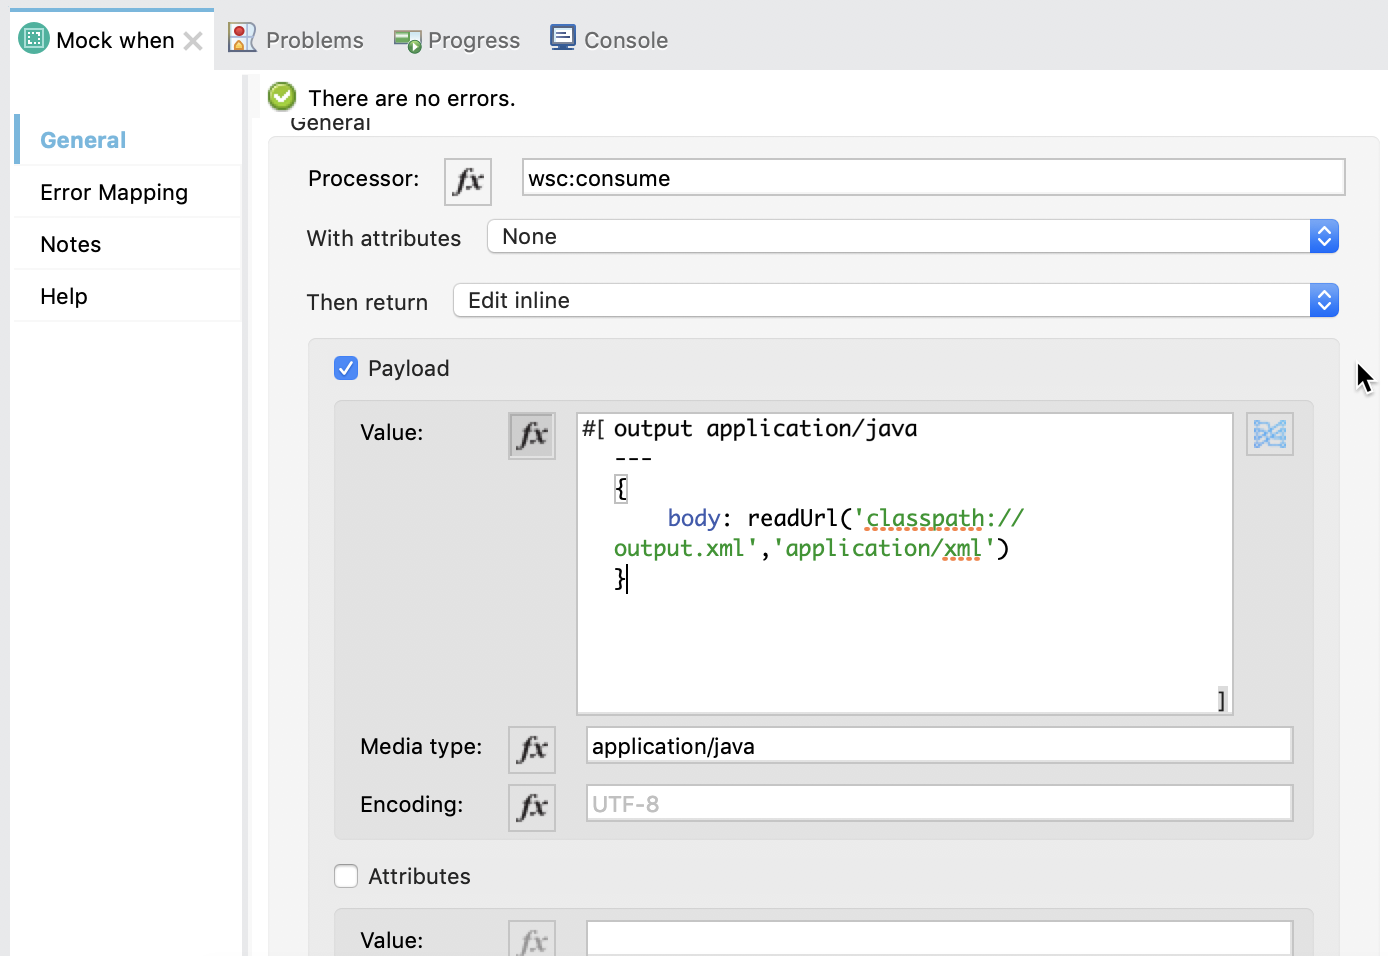 Mock when Problems Progress Console
There are no errors.
General
General
Error Mapping
Notes
Help
Processor: fx wsc:consume
With attributes None
Then return Edit inline
Payload
Value: fx #[ output application/java
---
{
body: readUrl('classpath://
output.xml','application/xml')
}
]
Media type: fx application/java
Encoding: fx UTF-8
Attributes
Value: fx